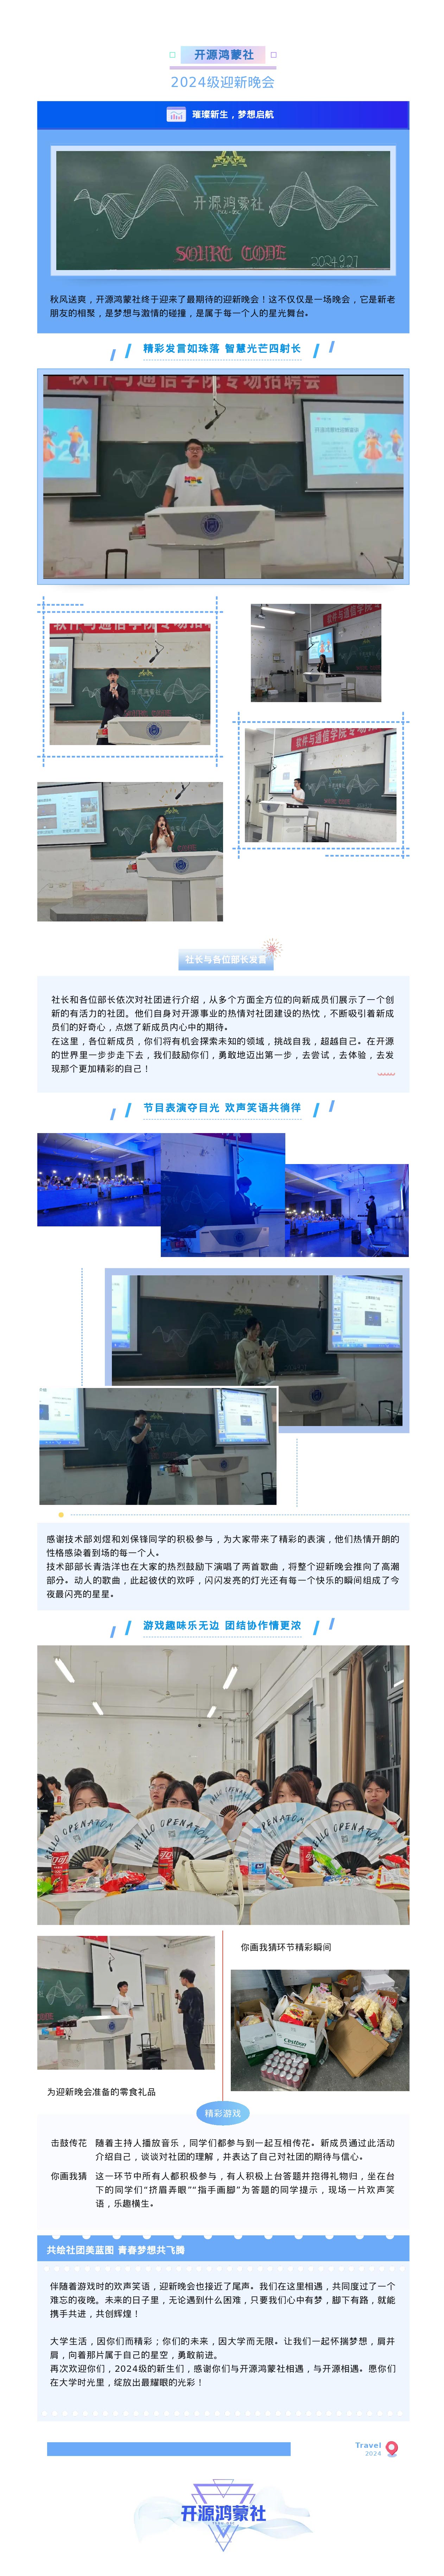 开源鸿蒙社
2024级迎新晚会
璀璨新生，梦想启航
开源鸿蒙社
SOURC CODE
2024.9.27
秋风送爽，开源鸿蒙社终于迎来了最期待的迎新晚会！这不仅仅是一场晚会，它是新老
朋友的相聚，是梦想与激情的碰撞，是属于每一个人的星光舞台。
精彩发言如珠落 智慧光芒四射长
软件与通信学院专场招聘会
软件与通信学院专场招
软件与通信学
软件与通信学院专场
社长与各位部长发言
社长和各位部长依次对社团进行介绍，从多个方面全方位的向新成员们展示了一个创
新的有活力的社团。他们自身对开源事业的热情对社团建设的热忱，不断吸引着新成
员们的好奇心，点燃了新成员内心中的期待。
在这里，各位新成员，你们将有机会探索未知的领域，挑战自我，超越自己。在开源
的世界里一步步走下去，我们鼓励你们，勇敢地迈出第一步，去尝试，去体验，去发
现那个更加精彩的自己！
节目表演夺目光 欢声笑语共徜徉
感谢技术部刘煜和刘保锋同学的积极参与，为大家带来了精彩的表演，他们热情开朗的
性格感染着到场的每一个人。
技术部部长青浩洋也在大家的热烈鼓励下演唱了两首歌曲，将整个迎新晚会推向了高潮
部分。动人的歌曲，此起彼伏的欢呼，闪闪发亮的灯光还有每一个快乐的瞬间组成了今
夜最闪亮的星星。
游戏趣味乐无边 团结协作情更浓
HELLO OPENATOM
HELLO OPENATOM
HELLO OPENATOM
你画我猜环节精彩瞬间
为迎新晚会准备的零食礼品
精彩游戏
击鼓传花 随着主持人播放音乐，同学们都参与到一起互相传花。新成员通过此活动
介绍自己，谈谈对社团的理解，并表达了自己对社团的期待与信心。
你画我猜 这一环节中所有人都积极参与，有人积极上台答题并抱得礼物归，坐在台
下的同学们“挤眉弄眼”“指手画脚”为答题的同学提示，现场一片欢声笑
语，乐趣横生。
共绘社团美蓝图 青春梦想共飞腾
伴随着游戏时的欢声笑语，迎新晚会也接近了尾声。我们在这里相遇，共同度过了一个
难忘的夜晚。未来的日子里，无论遇到什么困难，只要我们心中有梦，脚下有路，就能
携手共进，共创辉煌！
大学生活，因你们而精彩；你们的未来，因大学而无限。让我们一起怀揣梦想，肩并
肩，向着那片属于自己的星空，勇敢前进。
再次欢迎你们，2024级的新生们，感谢你们与开源鸿蒙社相遇，与开源相遇。愿你们
在大学时光里，绽放出最耀眼的光彩！
Travel
2024
开源鸿蒙社